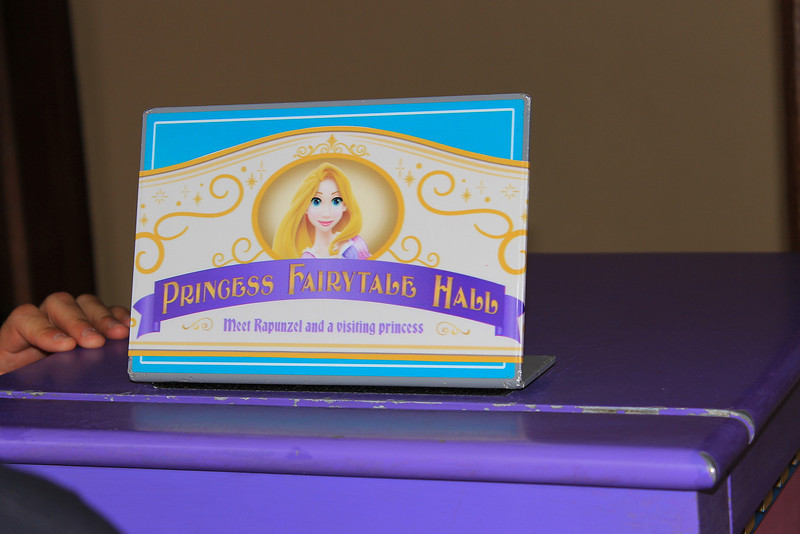 Princess Fairytale Hall
Meet Rapunzel and a visiting princess